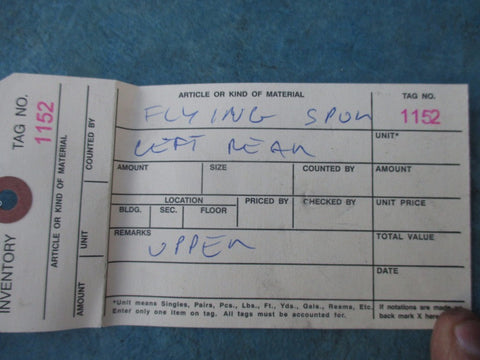 ARTICLE OR KIND OF MATERIAL
TAG NO.
FLYING SPUR
1152
LEFT REAR
UNIT*
AMOUNT
SIZE
COUNTED BY
AMOUNT
LOCATION
PRICED BY
CHECKED BY
UNIT PRICE
BLDG.
SEC.
FLOOR
REMARKS
UPPER
TOTAL VALUE
DATE
*Unit means Singles, Pairs, Pcs., Lbs., Ft., Yds., Gals., Reams, Etc.
Enter only one item on tag. All tags must be accounted for.
If notations are made
back mark X here
INVENTORY
TAG NO.
1152
ARTICLE OR KIND OF MATERIAL
AMOUNT
UNIT
COUNTED BY